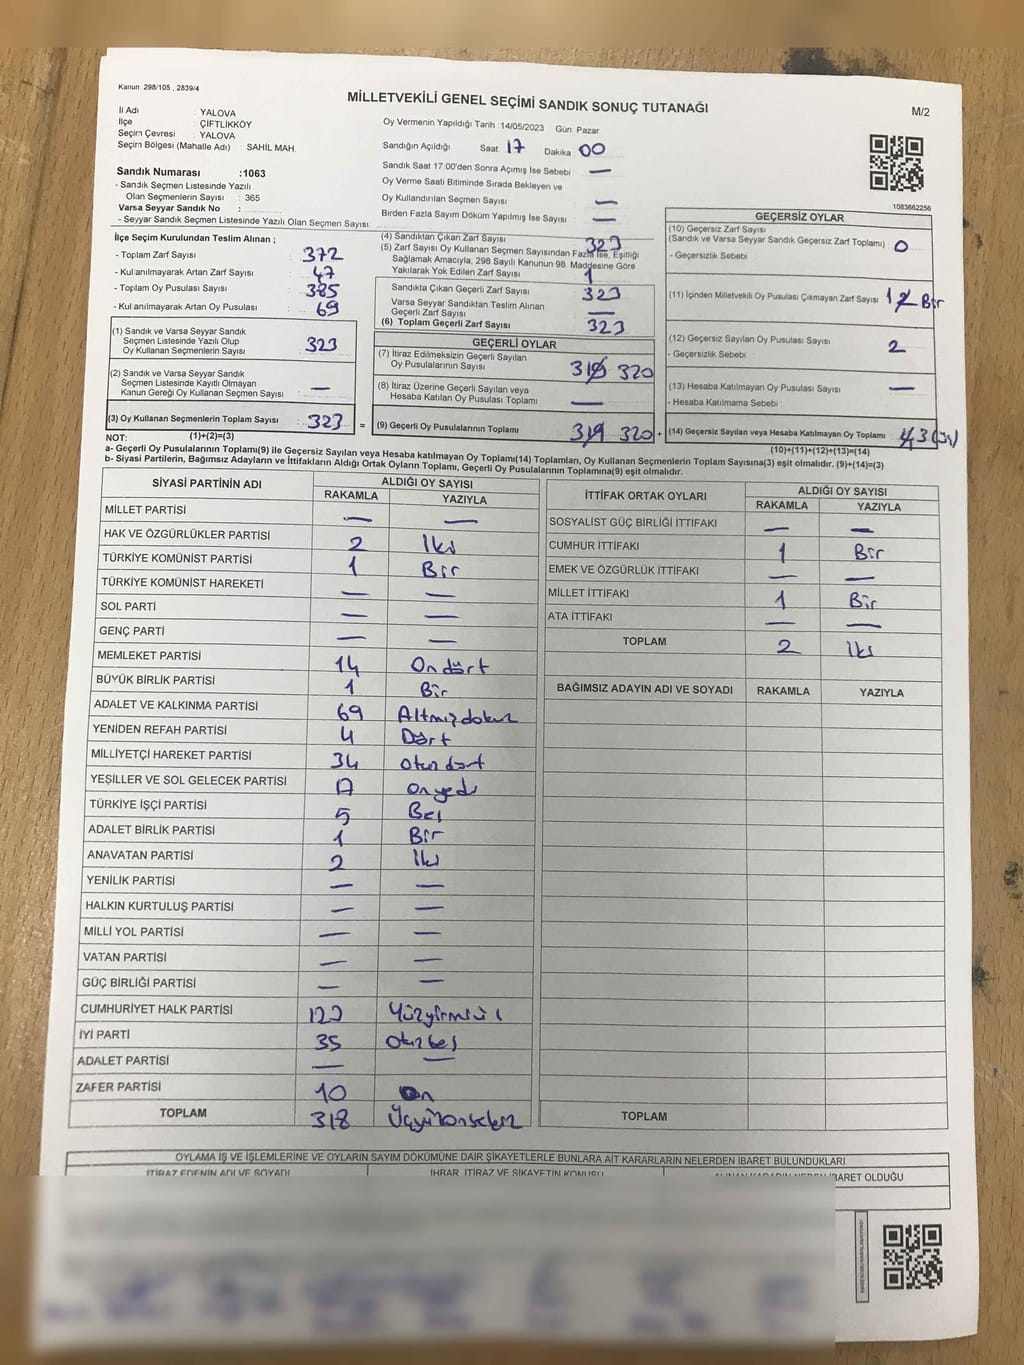 Kanun 298/105 , 2839/4
MİLLETVEKİLİ GENEL SEÇİMİ SANDIK SONUÇ TUTANAĞI
M/2
İl Adı : YALOVA
İlçe : ÇİFTLİKKÖY
Seçim Çevresi : YALOVA
Seçim Bölgesi (Mahalle Adı) : SAHİL MAH.
Sandık Numarası :1063
- Sandık Seçmen Listesinde Yazılı
Olan Seçmenlerin Sayısı : 365
Varsa Seyyar Sandık No :
- Seyyar Sandık Seçmen Listesinde Yazılı Olan Seçmen Sayısı:
Oy Vermenin Yapıldığı Tarih :14/05/2023 Gün: Pazar
Sandığın Açıldığı Saat 17 Dakika 00
Sandık Saat 17:00'den Sonra Açımış İse Sebebi : —
Oy Verme Saati Bitiminde Sırada Bekleyen ve
Oy Kullandırılan Seçmen Sayısı : —
Birden Fazla Sayım Döküm Yapılmış İse Sayısı : —
1083662256
İlçe Seçim Kurulundan Teslim Alınan ;
- Toplam Zarf Sayısı : 372
- Kullanılmayarak Artan Zarf Sayısı : 47
- Toplam Oy Pusulası Sayısı : 385
- Kullanılmayarak Artan Oy Pusulası : 69
(1) Sandık ve Varsa Seyyar Sandık
Seçmen Listesinde Yazılı Olup
Oy Kullanan Seçmenlerin Sayısı : 323
(2) Sandık ve Varsa Seyyar Sandık
Seçmen Listesinde Kayıtlı Olmayan
Kanun Gereği Oy Kullanan Seçmen Sayısı : —
(3) Oy Kullanan Seçmenlerin Toplam Sayısı : 323
(1)+(2)=(3)
(4) Sandıktan Çıkan Zarf Sayısı : 323
(5) Zarf Sayısı Oy Kullanan Seçmen Sayısından Fazla İse, Eşitliği
Sağlamak Amacıyla; 298 Sayılı Kanunun 98. Maddesine Göre
Yakılarak Yok Edilen Zarf Sayısı : 1
Sandıkta Çıkan Geçerli Zarf Sayısı : 323
Varsa Seyyar Sandıktan Teslim Alınan
Geçerli Zarf Sayısı : —
(6) Toplam Geçerli Zarf Sayısı : 323
GEÇERLİ OYLAR
(7) İtiraz Edilmeksizin Geçerli Sayılan
Oy Pusulalarının Sayısı : 319 320
(8) İtiraz Üzerine Geçerli Sayılan veya
Hesaba Katılan Oy Pusulası Toplamı : —
= (9) Geçerli Oy Pusulalarının Toplamı : 319 320 +
GEÇERSİZ OYLAR
(10) Geçersiz Zarf Sayısı
(Sandık ve Varsa Seyyar Sandık Geçersiz Zarf Toplamı) : 0
- Geçersizlik Sebebi :
(11) İçinden Milletvekili Oy Pusulası Çıkmayan Zarf Sayısı : 1 Bir
(12) Geçersiz Sayılan Oy Pusulası Sayısı : 2
- Geçersizlik Sebebi :
(13) Hesaba Katılmayan Oy Pusulası Sayısı : —
- Hesaba Katılmama Sebebi :
(14) Geçersiz Sayılan veya Hesaba Katılmayan Oy Toplamı : 4 3 (üç)
(10)+(11)+(12)+(13)=(14)
NOT:
a- Geçerli Oy Pusulalarının Toplamı(9) ile Geçersiz Sayılan veya Hesaba Katılmayan Oy Toplamı(14) Toplamları, Oy Kullanan Seçmenlerin Toplam Sayısına(3) eşit olmalıdır. (9)+(14)=(3)
b- Siyasi Partilerin, Bağımsız Adayların ve İttifakların Aldığı Ortak Oyların Toplamı, Geçerli Oy Pusulalarının Toplamına(9) eşit olmalıdır.
SİYASİ PARTİNİN ADI
ALDIĞI OY SAYISI
RAKAMLA YAZIYLA
MİLLET PARTİSİ — —
HAK VE ÖZGÜRLÜKLER PARTİSİ 2 İki
TÜRKİYE KOMÜNİST PARTİSİ 1 Bir
TÜRKİYE KOMÜNİST HAREKETİ — —
SOL PARTİ — —
GENÇ PARTİ — —
MEMLEKET PARTİSİ 14 Ondört
BÜYÜK BİRLİK PARTİSİ 1 Bir
ADALET VE KALKINMA PARTİSİ 69 Altmışdokuz
YENİDEN REFAH PARTİSİ 4 Dört
MİLLİYETÇİ HAREKET PARTİSİ 34 Otuzdört
YEŞİLLER VE SOL GELECEK PARTİSİ 17 Onyedi
TÜRKİYE İŞÇİ PARTİSİ 5 Beş
ADALET BİRLİK PARTİSİ 1 Bir
ANAVATAN PARTİSİ 2 İki
YENİLİK PARTİSİ — —
HALKIN KURTULUŞ PARTİSİ — —
MİLLİ YOL PARTİSİ — —
VATAN PARTİSİ — —
GÜÇ BİRLİĞİ PARTİSİ — —
CUMHURİYET HALK PARTİSİ 123
İYİ PARTİ 35 Otuzbeş
ADALET PARTİSİ — —
ZAFER PARTİSİ 10 On
TOPLAM 318 Üçyüzonsekiz
İTTİFAK ORTAK OYLARI
ALDIĞI OY SAYISI
RAKAMLA YAZIYLA
SOSYALİST GÜÇ BİRLİĞİ İTTİFAKI — —
CUMHUR İTTİFAKI 1 Bir
EMEK VE ÖZGÜRLÜK İTTİFAKI — —
MİLLET İTTİFAKI 1 Bir
ATA İTTİFAKI — —
TOPLAM 2 İki
BAĞIMSIZ ADAYIN ADI VE SOYADI RAKAMLA YAZIYLA
TOPLAM
OYLAMA İŞ VE İŞLEMLERİNE VE OYLARIN SAYIM DÖKÜMÜNE DAİR ŞİKAYETLERLE BUNLARA AİT KARARLARIN NELERDEN İBARET BULUNDUKLARI
İTİRAZ EDENİN ADI VE SOYADI İHBAR, İTİRAZ VE ŞİKAYETİN KONUSU ALINAN KARARIN NEDEN İBARET OLDUĞU